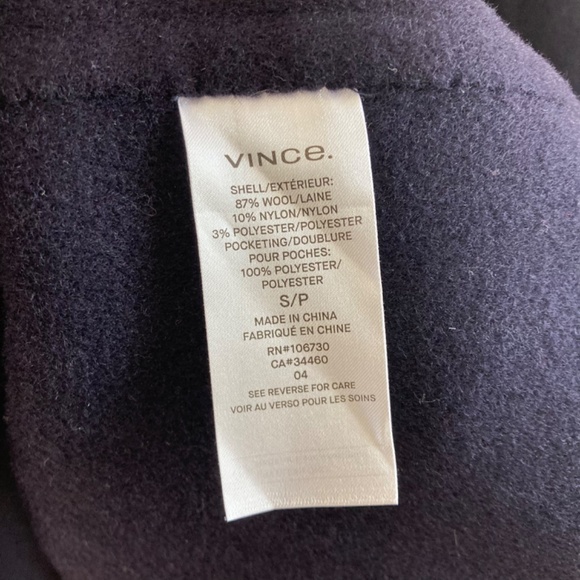 VINCe.
SHELL/EXTÉRIEUR:
87% WOOL/LAINE
10% NYLON/NYLON
3% POLYESTER/POLYESTER
POCKETING/DOUBLURE
POUR POCHES:
100% POLYESTER/
POLYESTER
S/P
MADE IN CHINA
FABRIQUÉ EN CHINE
RN#106730
CA#34460
04
SEE REVERSE FOR CARE
VOIR AU VERSO POUR LES SOINS